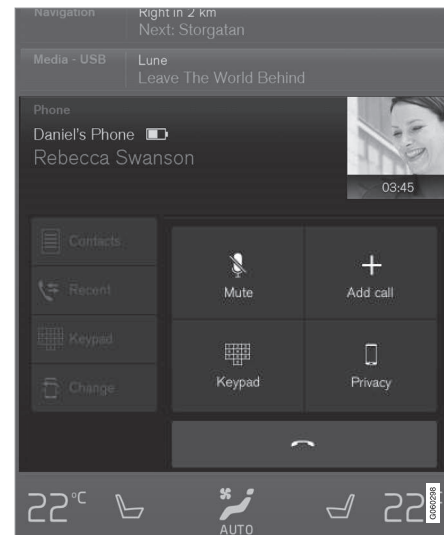 Navigation
Right in 2 km
Next: Storgatan
Media - USB
Lune
Leave The World Behind
Phone
Daniel's Phone
Rebecca Swanson
03:45
Contacts
Recent
Keypad
Change
Mute
Add call
Keypad
Privacy
22°C
AUTO
22
G060298